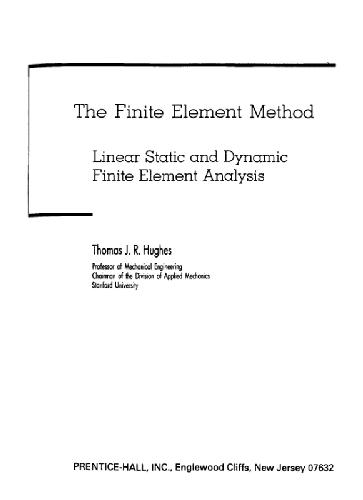 The Finite Element Method
Linear Static and Dynamic
Finite Element Analysis
Thomas J. R. Hughes
Professor of Mechanical Engineering
Chairman of the Division of Applied Mechanics
Stanford University
PRENTICE-HALL, INC., Englewood Cliffs, New Jersey 07632